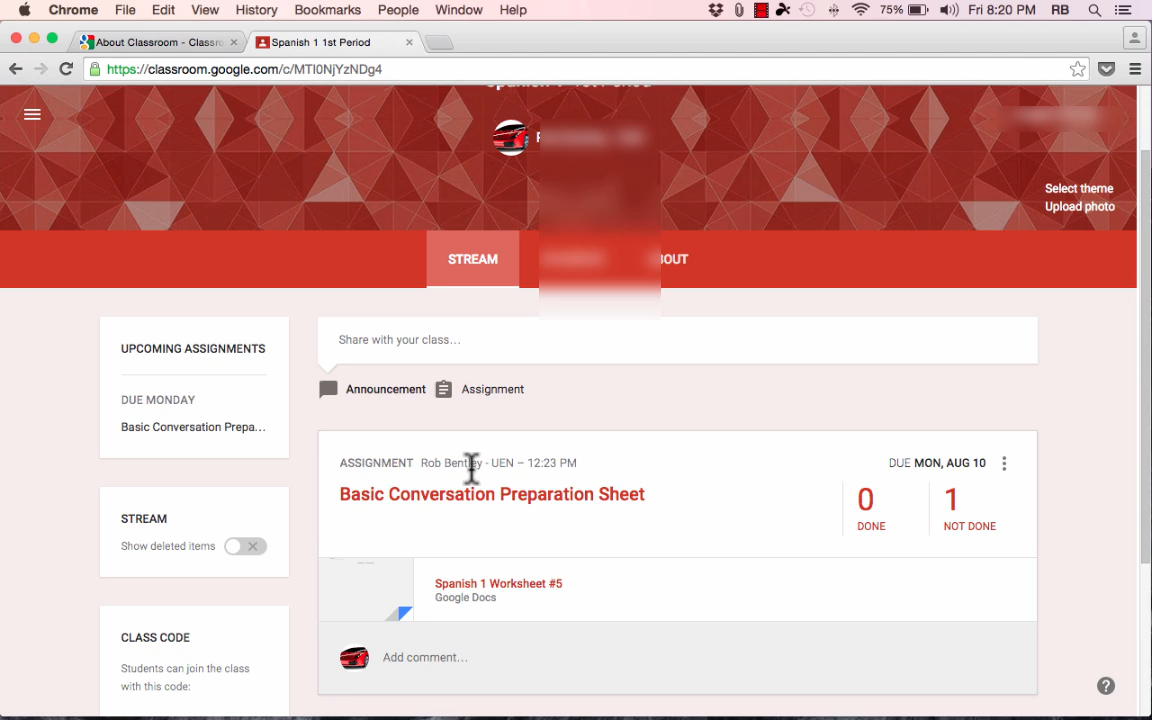 Chrome File Edit View History Bookmarks People Window Help 75% Fri 8:20 PM RB
About Classroom - Classro Spanish 1 1st Period
https://classroom.google.com/c/MTI0NjYzNDg4
Spanish 1 1st Period
Select theme
Upload photo
STREAM
UPCOMING ASSIGNMENTS
DUE MONDAY
Basic Conversation Prepa...
STREAM
Show deleted items
CLASS CODE
Students can join the class
with this code:
Share with your class...
Announcement Assignment
ASSIGNMENT Rob Bentley - UEN – 12:23 PM DUE MON, AUG 10
Basic Conversation Preparation Sheet
0 1
DONE NOT DONE
Spanish 1 Worksheet #5
Google Docs
Add comment...